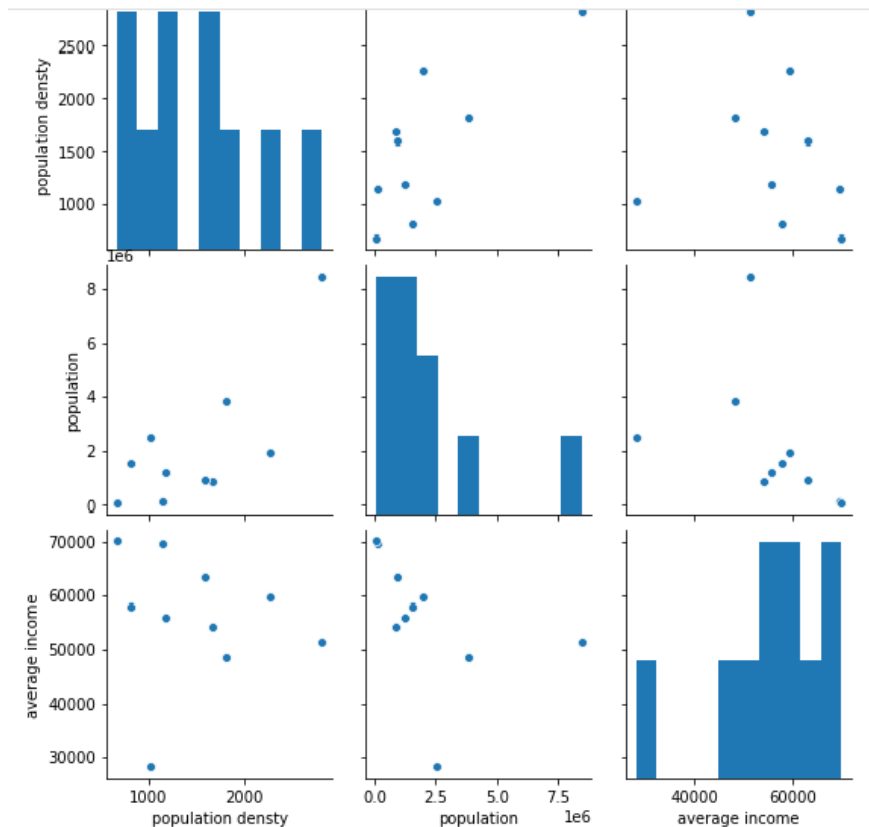 population densty
2500
2000
1500
1000
1e6
population
8
6
4
2
0
average income
70000
60000
50000
40000
30000
1000 2000
population densty
0.0 2.5 5.0 7.5
1e6
population
40000 60000
average income